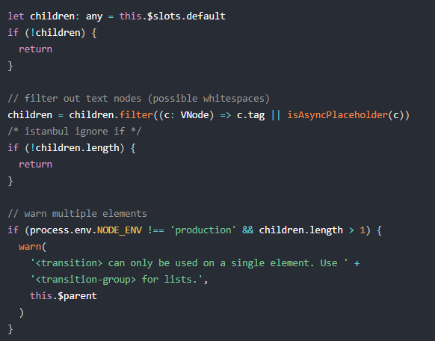 let children: any = this.$slots.default
if (!children) {
  return
}

// filter out text nodes (possible whitespaces)
children = children.filter((c: VNode) => c.tag || isAsyncPlaceholder(c))
/* istanbul ignore if */
if (!children.length) {
  return
}

// warn multiple elements
if (process.env.NODE_ENV !== 'production' && children.length > 1) {
  warn(
    '<transition> can only be used on a single element. Use ' +
    '<transition-group> for lists.',
    this.$parent
  )
}